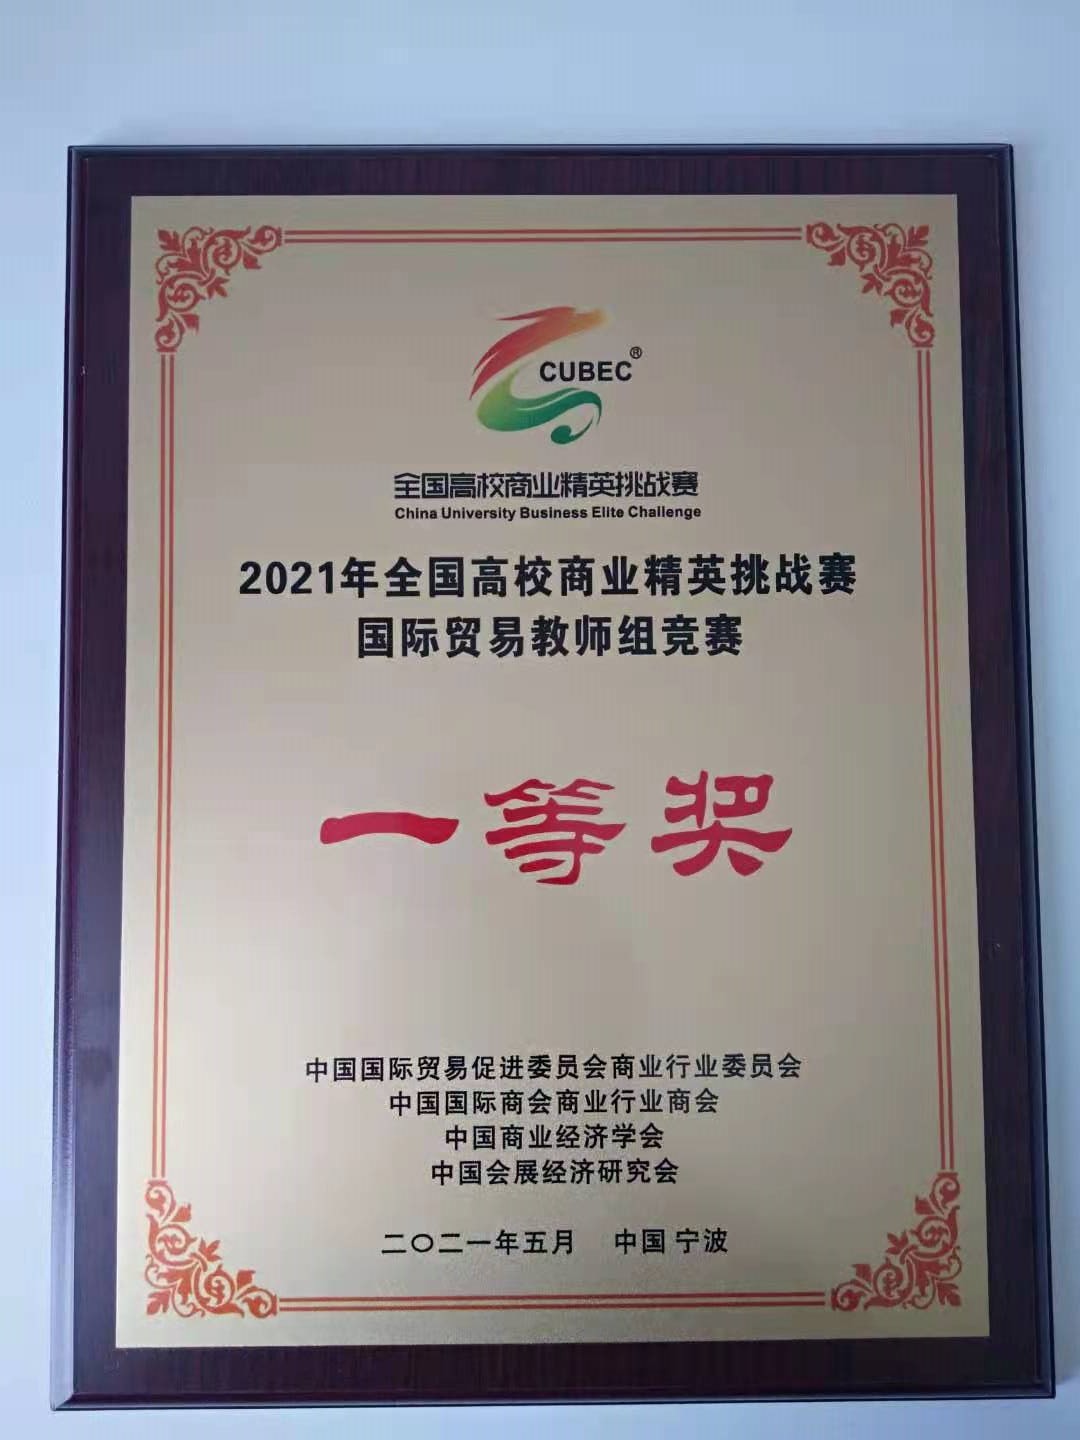 CUBEC®
全国高校商业精英挑战赛
China University Business Elite Challenge
2021年全国高校商业精英挑战赛
国际贸易教师组竞赛
一等奖
中国国际贸易促进委员会商业行业委员会
中国国际商会商业行业商会
中国商业经济学会
中国会展经济研究会
二〇二一年五月 中国 宁波